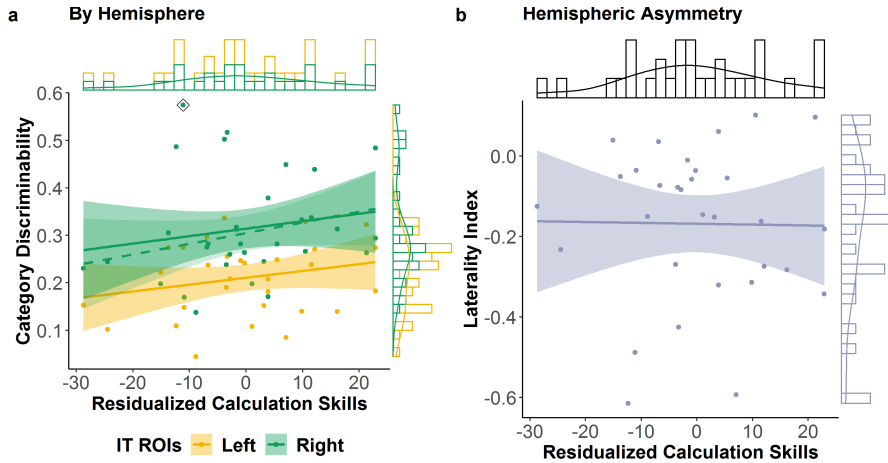 a
By Hemisphere
0.6
0.5
0.4
0.3
0.2
0.1
Category Discriminability
-30
-20
-10
0
10
20
Residualized Calculation Skills
IT ROIs
Left
Right
b
Hemispheric Asymmetry
0.0
-0.2
-0.4
-0.6
Laterality Index
-30
-20
-10
0
10
20
Residualized Calculation Skills